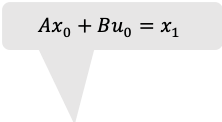 Ax₀ + Bu₀ = x₁